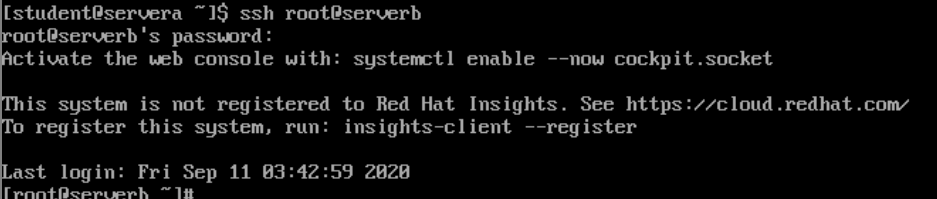 [student@servera ~]$ ssh root@serverb
root@serverb's password:
Activate the web console with: systemctl enable --now cockpit.socket
This system is not registered to Red Hat Insights. See https://cloud.redhat.com/
To register this system, run: insights-client --register
Last login: Fri Sep 11 03:42:59 2020
[root@serverb ~]#